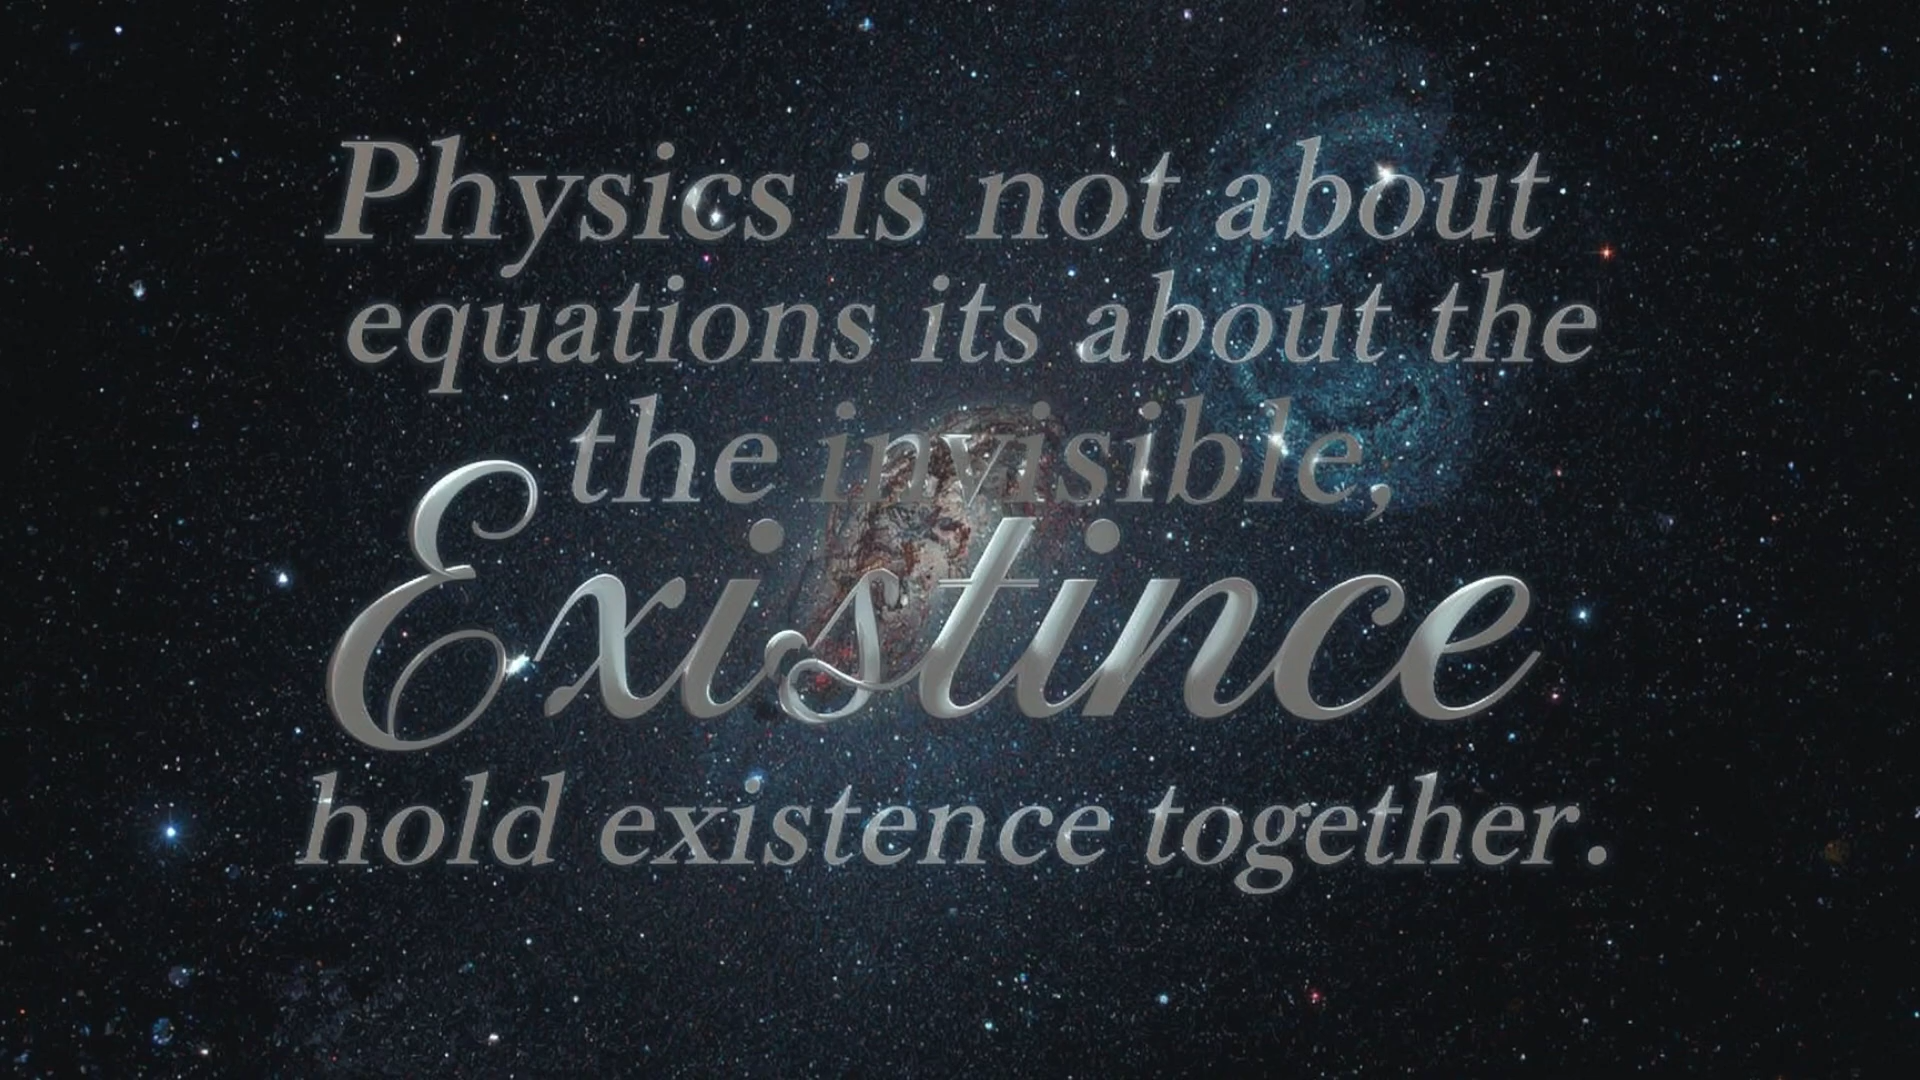 Physics is not about
equations its about the
the invisible,
Existince
hold existence together.